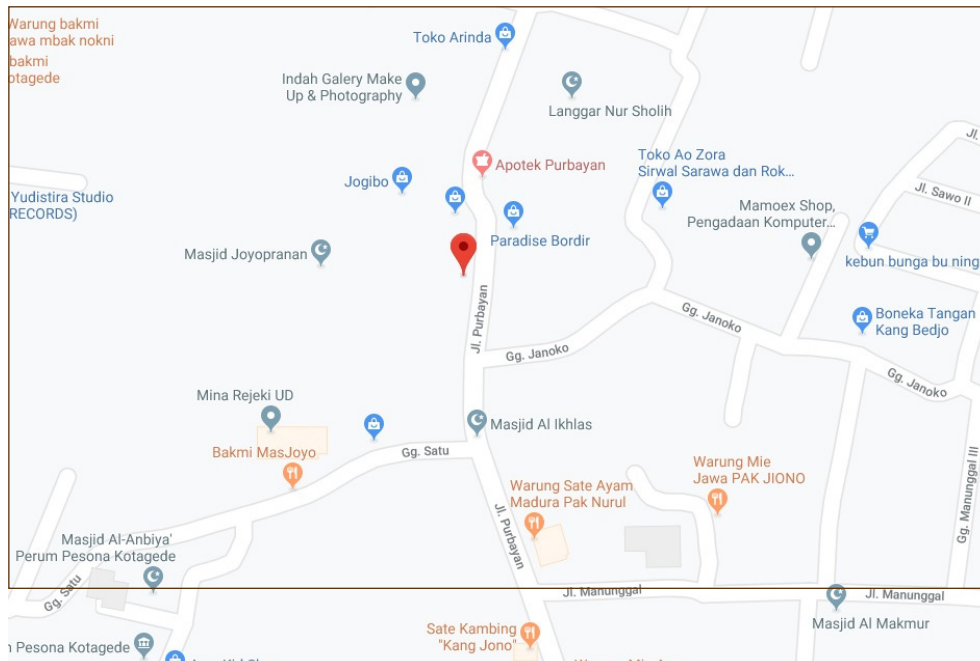 Warung bakmi
awa mbak nokni
bakmi
otagede
Toko Arinda
Indah Galery Make
Up & Photography
Langgar Nur Sholih
Apotek Purbayan
Jogibo
Toko Ao Zora
Sirwal Sarawa dan Rok...
Jl.
Jl. Sawo II
Yudistira Studio
RECORDS)
Mamoex Shop,
Pengadaan Komputer...
Paradise Bordir
Masjid Joyopranan
kebun bunga bu ning
Jl. Purbayan
Gg. Janoko
Gg. Janoko
Boneka Tangan
Kang Bedjo
Gg. Janoko
Mina Rejeki UD
Masjid Al Ikhlas
Bakmi MasJoyo
Gg. Satu
Warung Mie
Jawa PAK JIONO
Warung Sate Ayam
Madura Pak Nurul
Gg. Manunggal III
Jl. Purbayan
Masjid Al-Anbiya'
Perum Pesona Kotagede
Gg. Satu
Jl. Manunggal
Jl. Manunggal
Masjid Al Makmur
Sate Kambing
"Kang Jono"
Pesona Kotagede